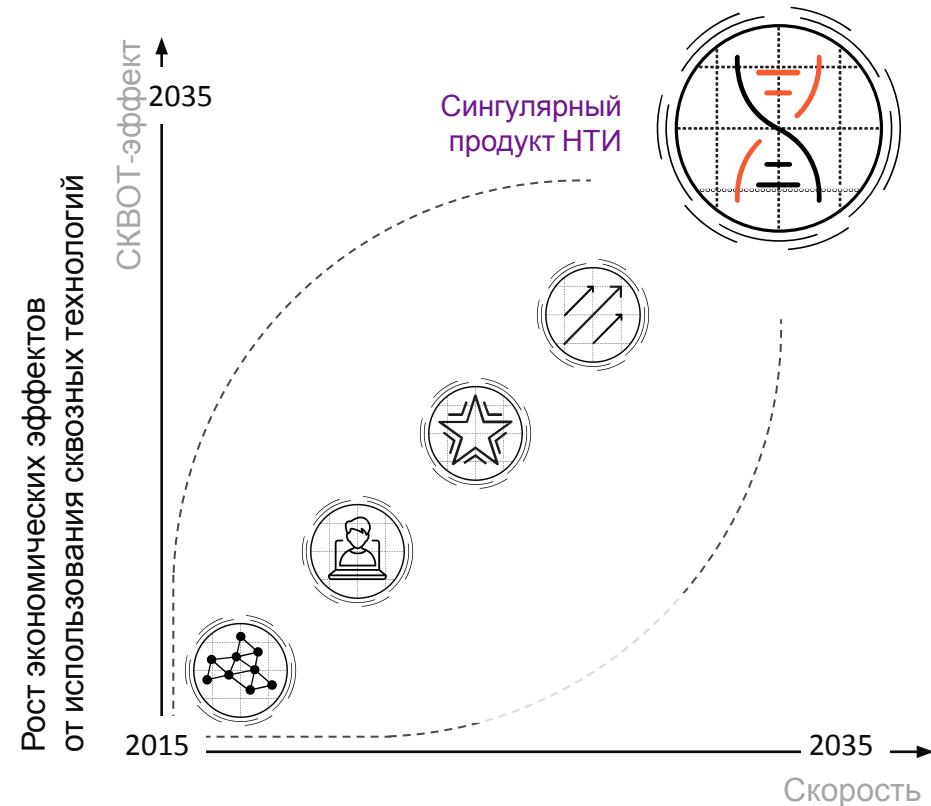 СКВОТ-эффект
2035
Сингулярный
продукт НТИ
Рост экономических эффектов
от использования сквозных технологий
2015
2035
Скорость